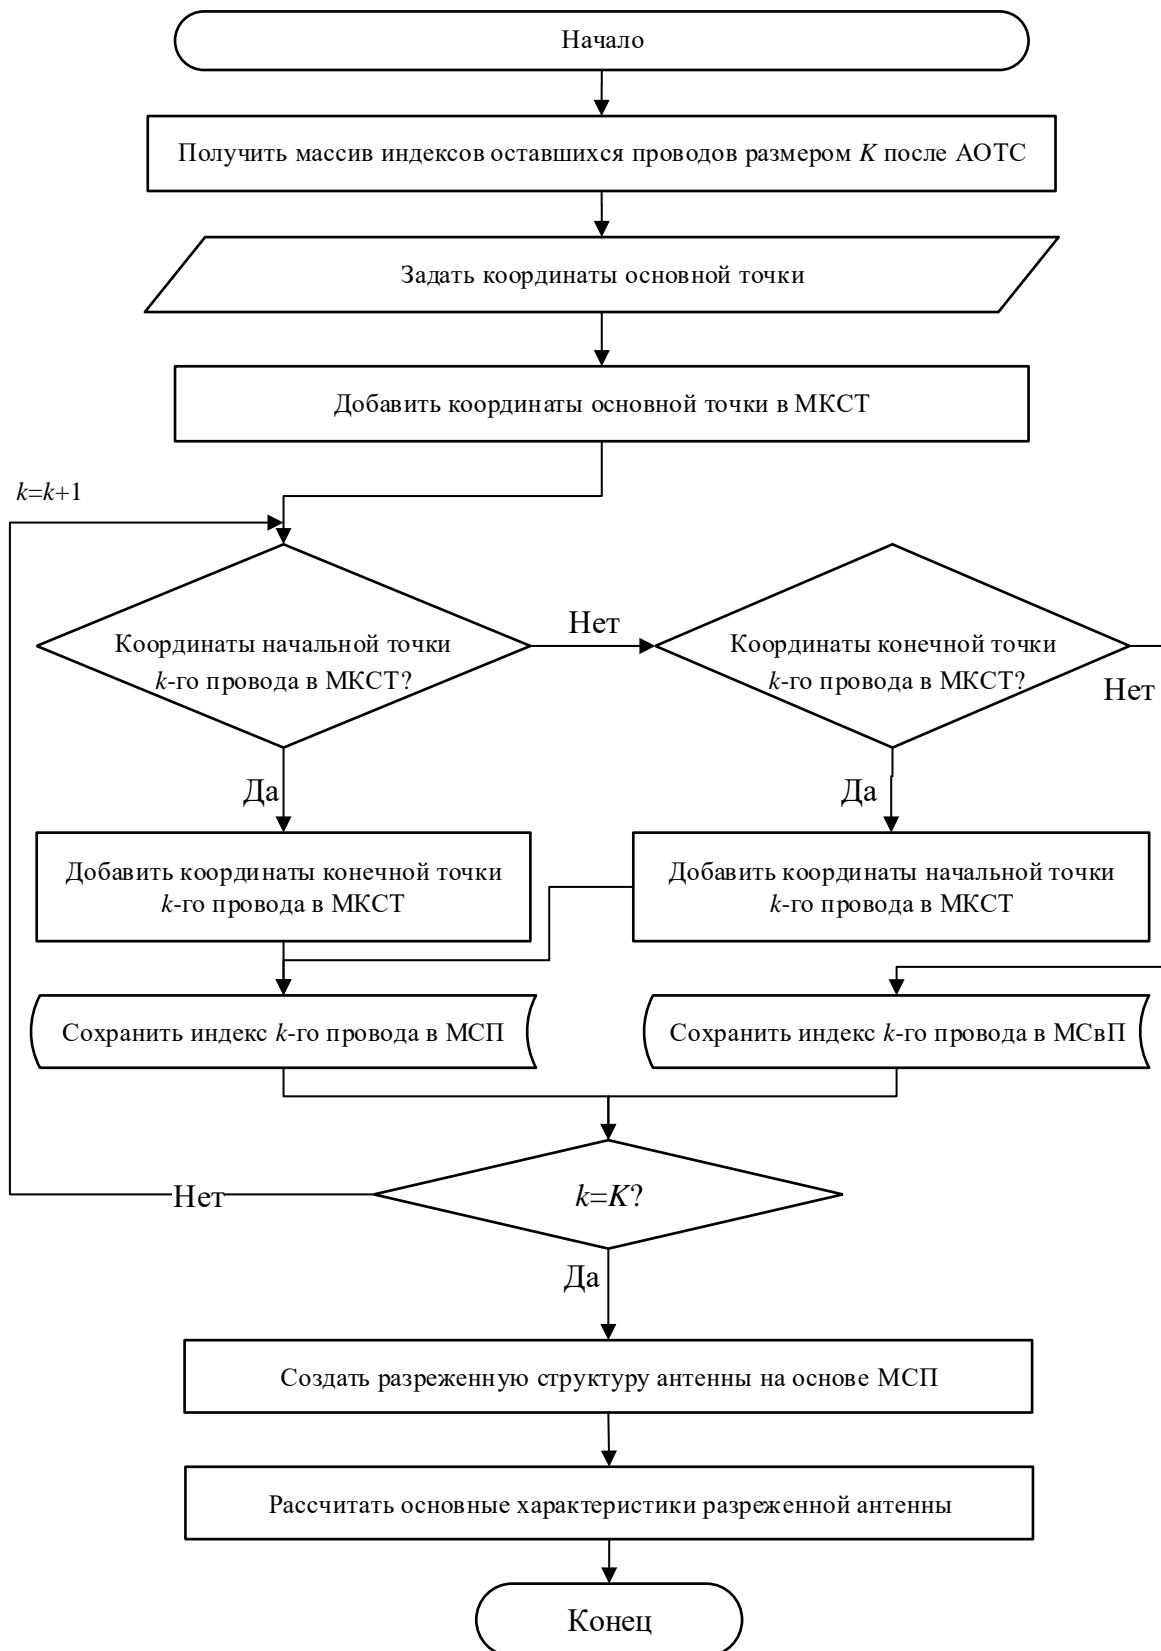 Начало
Получить массив индексов оставшихся проводов размером K после АОТС
Задать координаты основной точки
Добавить координаты основной точки в МКСТ
k=k+1
Координаты начальной точки
k-го провода в МКСТ?
Нет
Координаты конечной точки
k-го провода в МКСТ?
Нет
Да
Да
Добавить координаты конечной точки
k-го провода в МКСТ
Добавить координаты начальной точки
k-го провода в МКСТ
Сохранить индекс k-го провода в МСП
Сохранить индекс k-го провода в МСвП
k=K?
Нет
Да
Создать разреженную структуру антенны на основе МСП
Рассчитать основные характеристики разреженной антенны
Конец